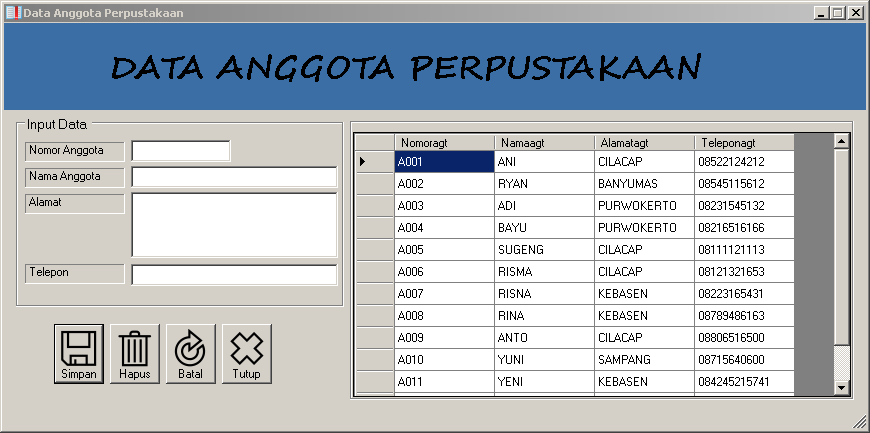 Data Anggota Perpustakaan
DATA ANGGOTA PERPUSTAKAAN
Input Data
Nomor Anggota
Nama Anggota
Alamat
Telepon
Simpan Hapus Batal Tutup
Nomoragt Namaagt Alamatagt Teleponagt
A001 ANI CILACAP 08522124212
A002 RYAN BANYUMAS 08545115612
A003 ADI PURWOKERTO 08231545132
A004 BAYU PURWOKERTO 08216516166
A005 SUGENG CILACAP 08111121113
A006 RISMA CILACAP 08121321653
A007 RISNA KEBASEN 08223165431
A008 RINA KEBASEN 08789486163
A009 ANTO CILACAP 08806516500
A010 YUNI SAMPANG 08715640600
A011 YENI KEBASEN 084245215741